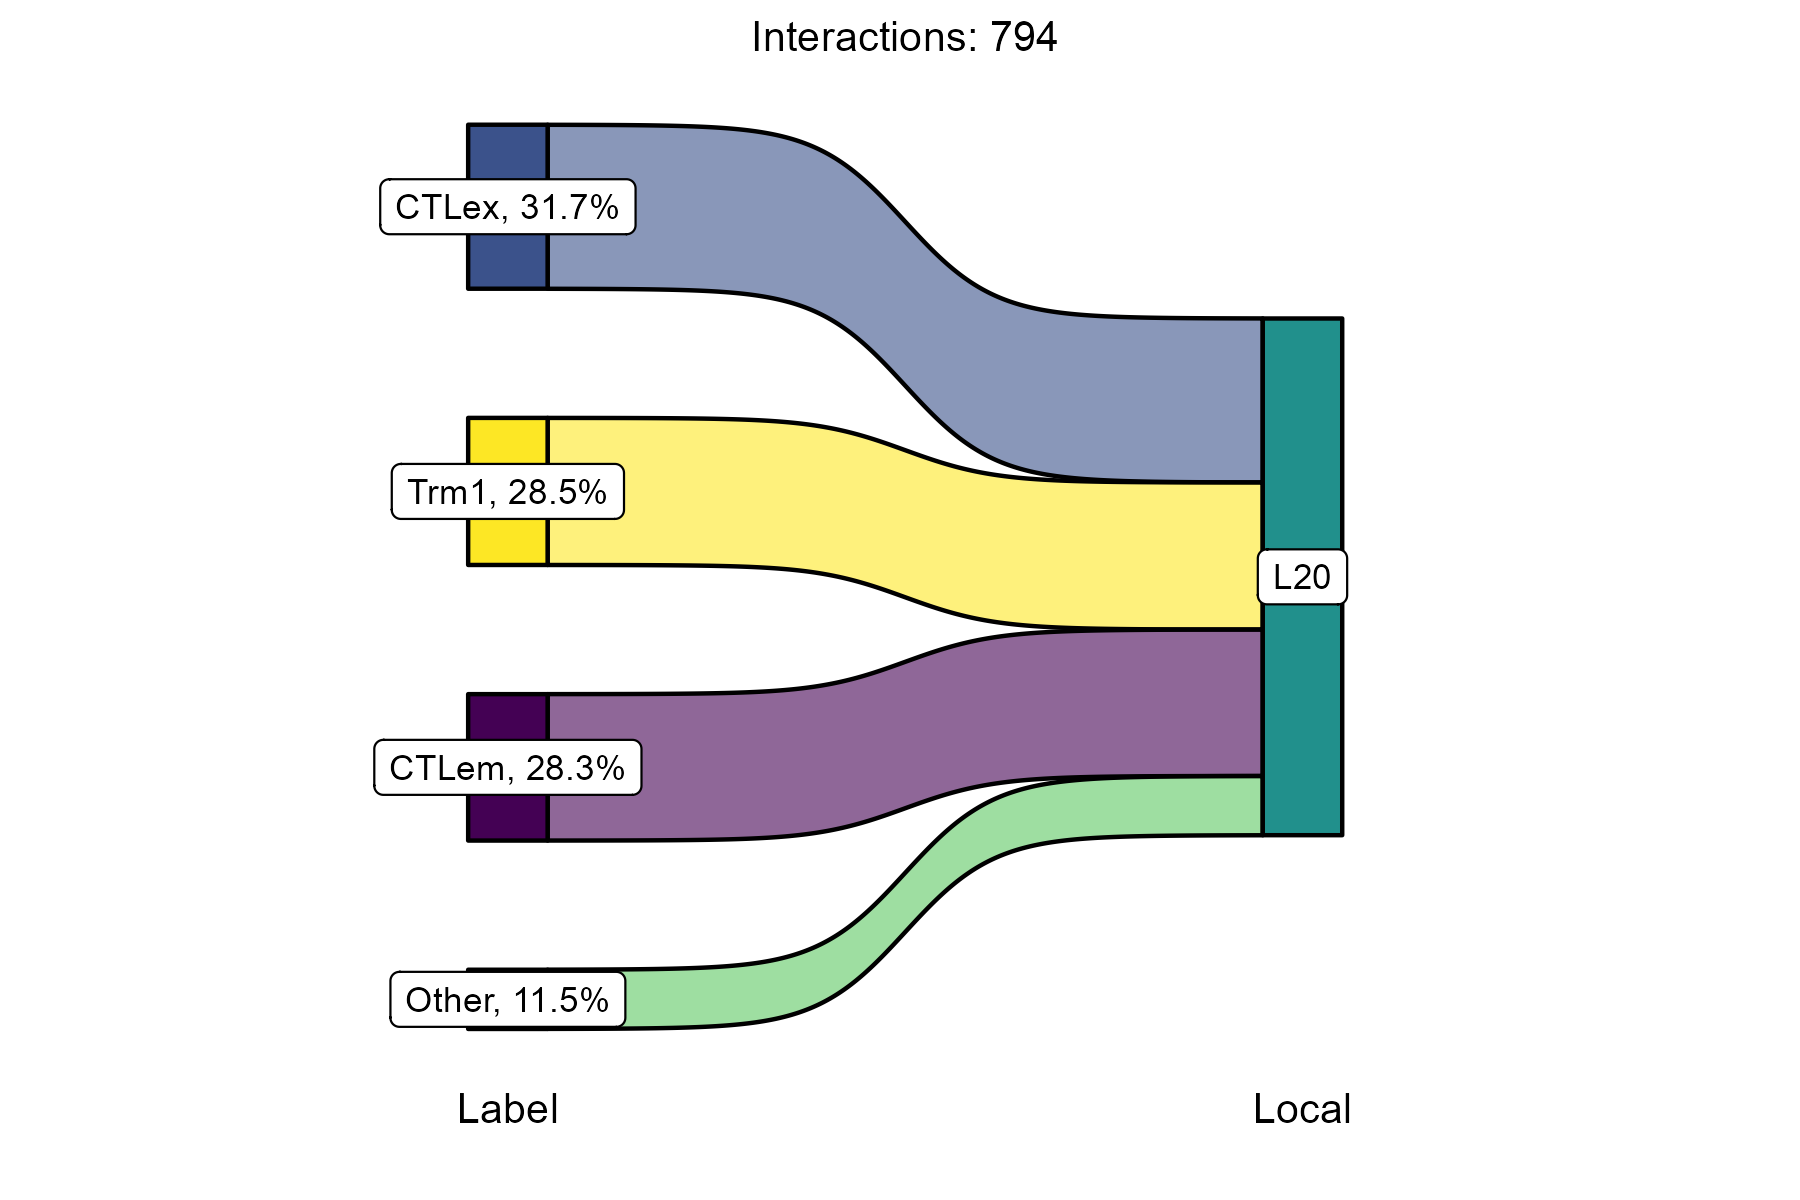 Interactions: 794
CTLex, 31.7%
Trm1, 28.5%
L20
CTLem, 28.3%
Other, 11.5%
Label
Local